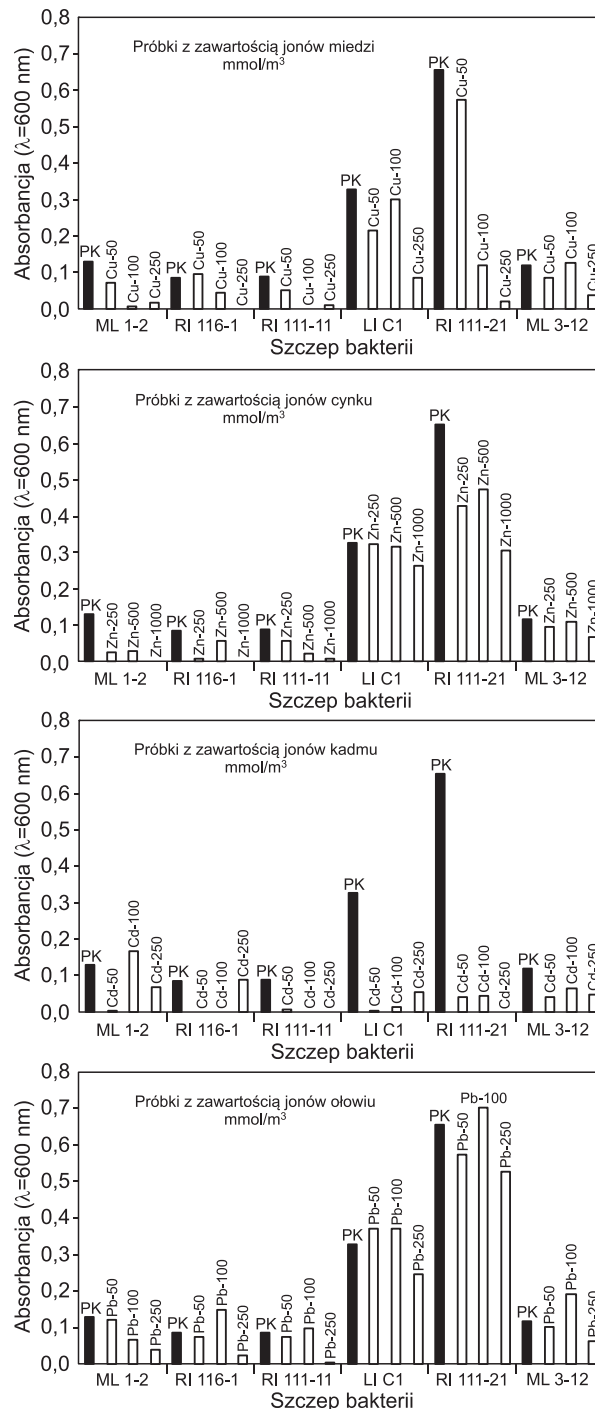 Próbki z zawartością jonów miedzi
mmol/m³
Absorbancja (λ=600 nm)
0,8
0,7
0,6
0,5
0,4
0,3
0,2
0,1
0,0
PK Cu-50 Cu-100 Cu-250
PK Cu-50 Cu-100 Cu-250
PK Cu-50 Cu-100 Cu-250
PK Cu-50 Cu-100 Cu-250
PK Cu-50 Cu-100 Cu-250
PK Cu-50 Cu-100 Cu-250
ML 1-2 RI 116-1 RI 111-11 LI C1 RI 111-21 ML 3-12
Szczep bakterii
Próbki z zawartością jonów cynku
mmol/m³
Absorbancja (λ=600 nm)
0,8
0,7
0,6
0,5
0,4
0,3
0,2
0,1
0,0
PK Zn-250 Zn-500 Zn-1000
PK Zn-250 Zn-500 Zn-1000
PK Zn-250 Zn-500 Zn-1000
PK Zn-250 Zn-500 Zn-1000
PK Zn-250 Zn-500 Zn-1000
PK Zn-250 Zn-500 Zn-1000
ML 1-2 RI 116-1 RI 111-11 LI C1 RI 111-21 ML 3-12
Szczep bakterii
Próbki z zawartością jonów kadmu
mmol/m³
Absorbancja (λ=600 nm)
0,8
0,7
0,6
0,5
0,4
0,3
0,2
0,1
0,0
PK Cd-50 Cd-100 Cd-250
PK Cd-50 Cd-100 Cd-250
PK Cd-50 Cd-100 Cd-250
PK Cd-50 Cd-100 Cd-250
PK Cd-50 Cd-100 Cd-250
PK Cd-50 Cd-100 Cd-250
ML 1-2 RI 116-1 RI 111-11 LI C1 RI 111-21 ML 3-12
Szczep bakterii
Próbki z zawartością jonów ołowiu
mmol/m³
Absorbancja (λ=600 nm)
0,8
0,7
0,6
0,5
0,4
0,3
0,2
0,1
0,0
PK Pb-50 Pb-100 Pb-250
PK Pb-50 Pb-100 Pb-250
PK Pb-50 Pb-100 Pb-250
PK Pb-50 Pb-100 Pb-250
PK Pb-50 Pb-100 Pb-250
PK Pb-50 Pb-100 Pb-250
ML 1-2 RI 116-1 RI 111-11 LI C1 RI 111-21 ML 3-12
Szczep bakterii